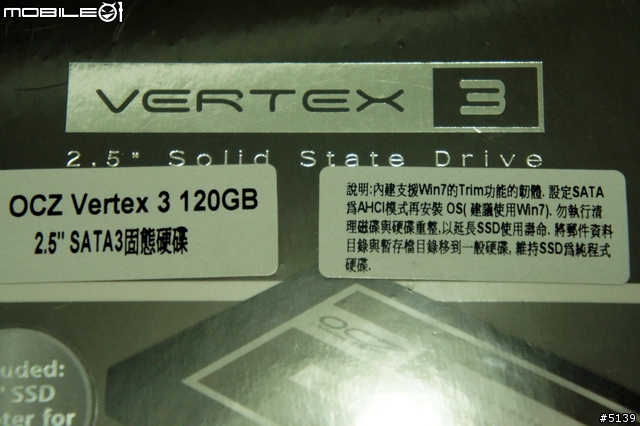 MOBILE01
VERTEX 3
2.5" Solid State Drive
OCZ Vertex 3 120GB
2.5" SATA3固態硬碟
說明:內建支援Win7的Trim功能的韌體. 設定SATA
為AHCI模式再安裝 OS( 建議使用Win7). 勿執行清
理磁碟與硬碟重整,以延長SSD使用壽命. 將郵件資料
目錄與暫存檔目錄移到一般硬碟, 維持SSD為純程式
硬碟.
OCZ
uded:
" SSD
ter for
#5139